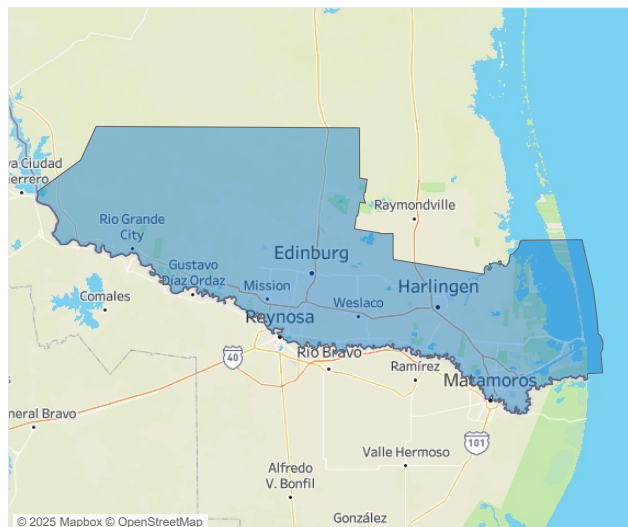 va Ciudad
uerrero
Raymondville
Rio Grande
City
Edinburg
Gustavo
Díaz Ordaz
Mission
Harlingen
Comales
Weslaco
Reynosa
40
Río Bravo
Ramírez
Matamoros
neral Bravo
101
Valle Hermoso
Alfredo
V. Bonfil
González
© 2025 Mapbox © OpenStreetMap